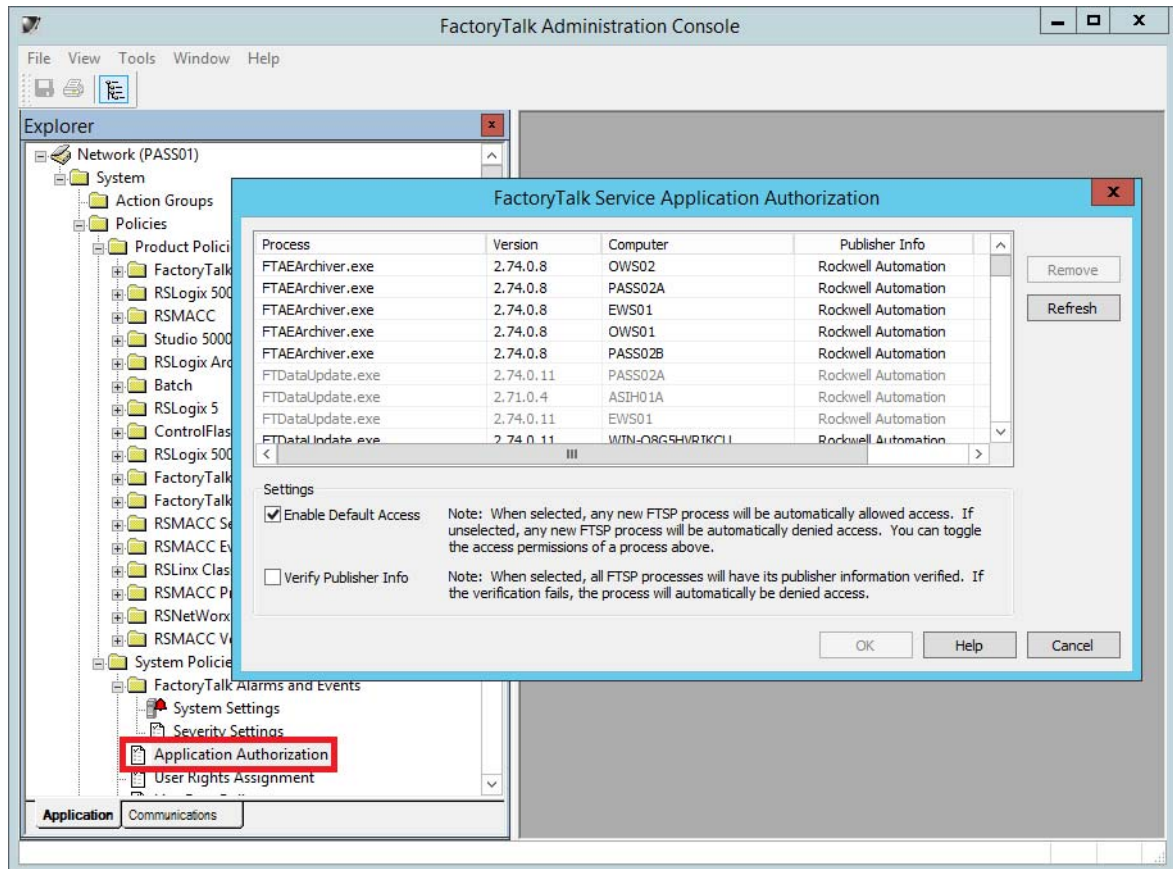 FactoryTalk Administration Console
File View Tools Window Help
Explorer
Network (PASS01)
System
Action Groups
Policies
Product Polici
FactoryTalk
RSLogix 500
RSMACC
Studio 5000
RSLogix Arc
Batch
RSLogix 5
ControlFlas
RSLogix 500
FactoryTalk
FactoryTalk
RSMACC Se
RSMACC Ev
RSLinx Clas
RSMACC Pr
RSNetWorx
RSMACC Ve
System Policie
FactoryTalk Alarms and Events
System Settings
Severity Settings
Application Authorization
User Rights Assignment
Application Communications
FactoryTalk Service Application Authorization
Process Version Computer Publisher Info
FTAEArchiver.exe 2.74.0.8 OWS02 Rockwell Automation
FTAEArchiver.exe 2.74.0.8 PASS02A Rockwell Automation
FTAEArchiver.exe 2.74.0.8 EWS01 Rockwell Automation
FTAEArchiver.exe 2.74.0.8 OWS01 Rockwell Automation
FTAEArchiver.exe 2.74.0.8 PASS02B Rockwell Automation
FTDataUpdate.exe 2.74.0.11 PASS02A Rockwell Automation
FTDataUpdate.exe 2.71.0.4 ASIH01A Rockwell Automation
FTDataUpdate.exe 2.74.0.11 EWS01 Rockwell Automation
FTDataUpdate.exe 2.74.0.11 WIN-O8G5HVRIKCU Rockwell Automation
Remove
Refresh
Settings
Enable Default Access
Note: When selected, any new FTSP process will be automatically allowed access. If
unselected, any new FTSP process will be automatically denied access. You can toggle
the access permissions of a process above.
Verify Publisher Info
Note: When selected, all FTSP processes will have its publisher information verified. If
the verification fails, the process will automatically be denied access.
OK Help Cancel